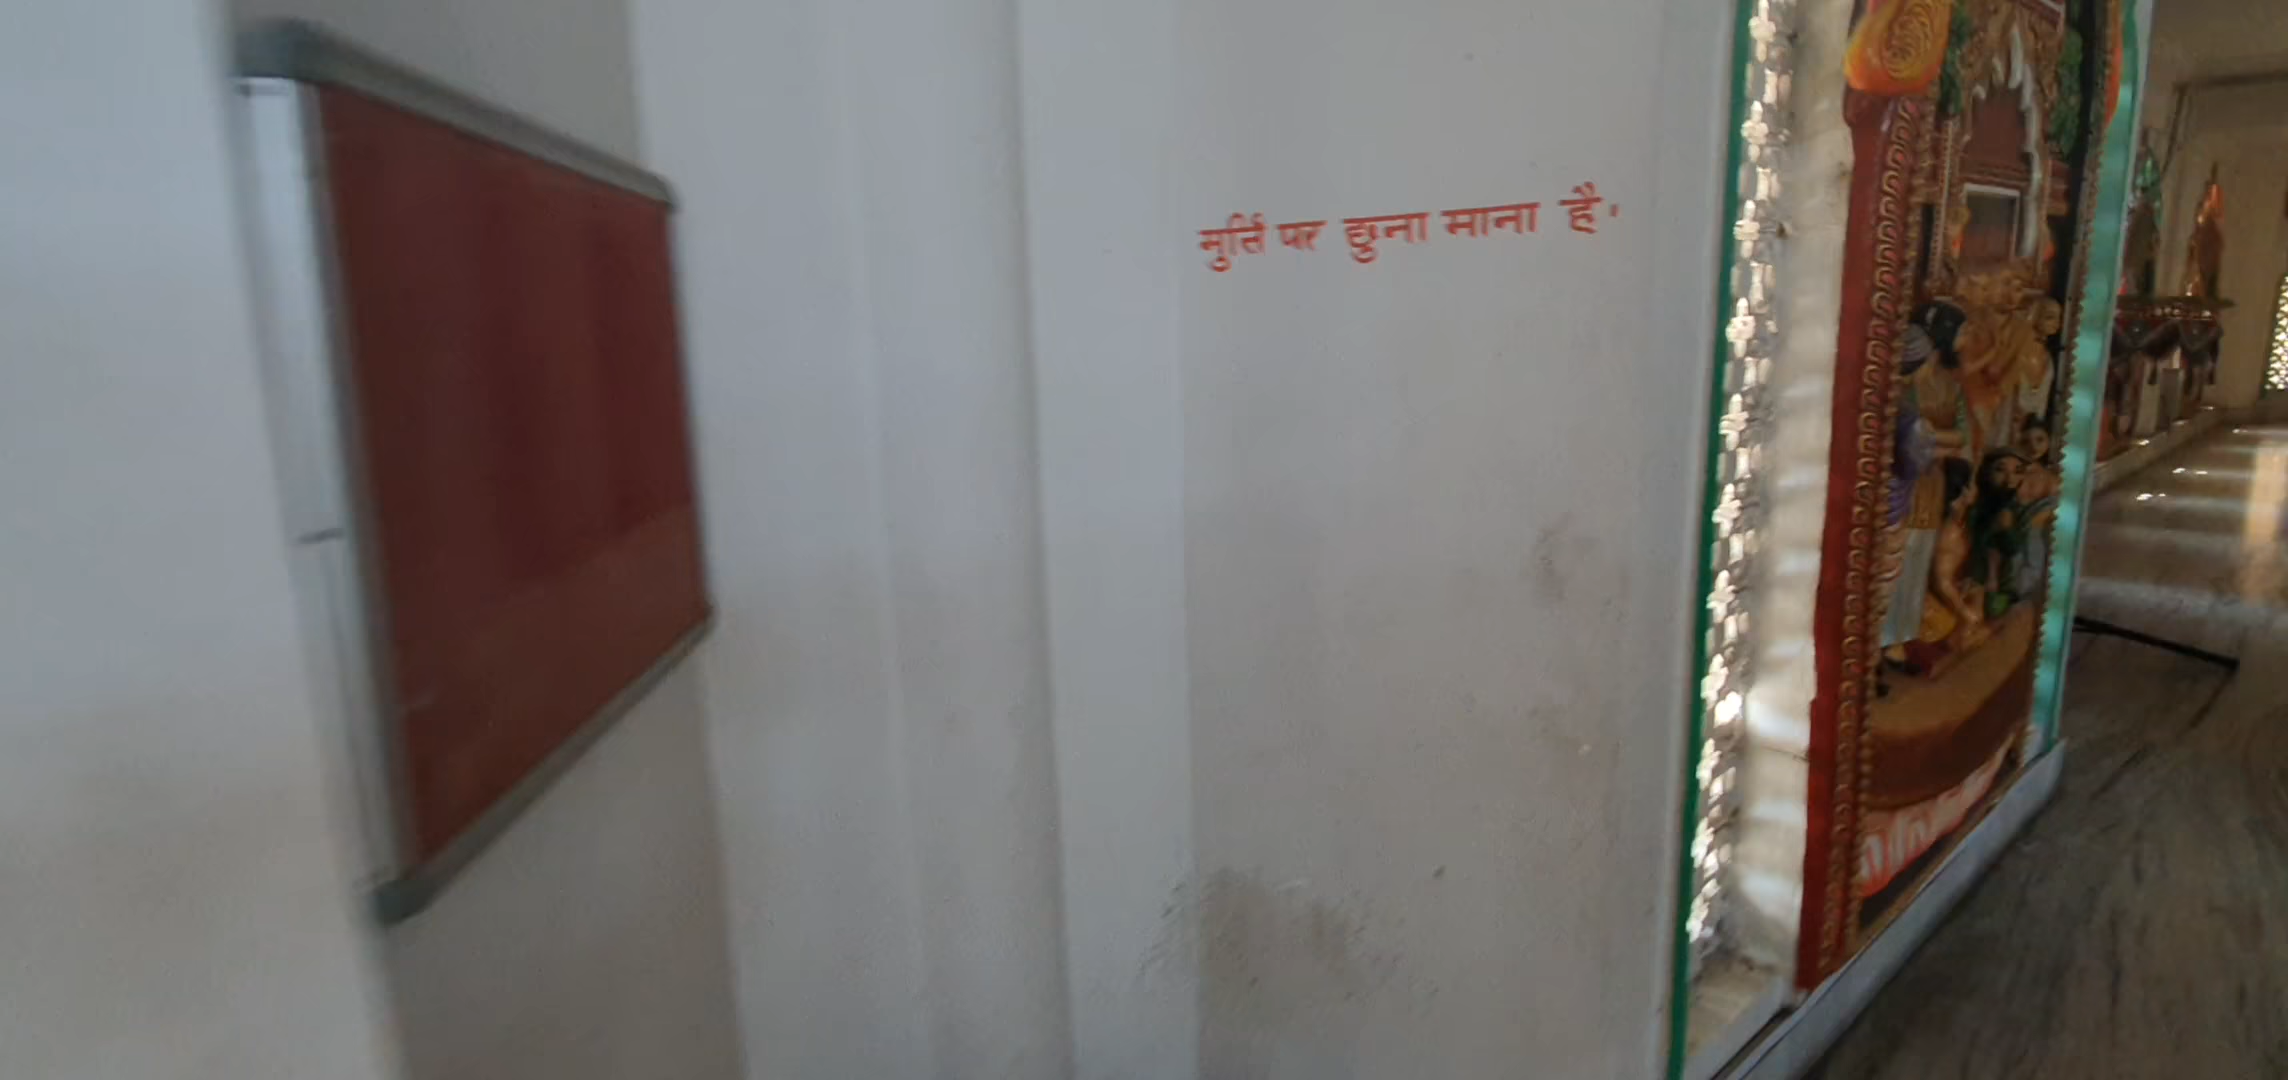 मुर्ति पर छुना माना है.